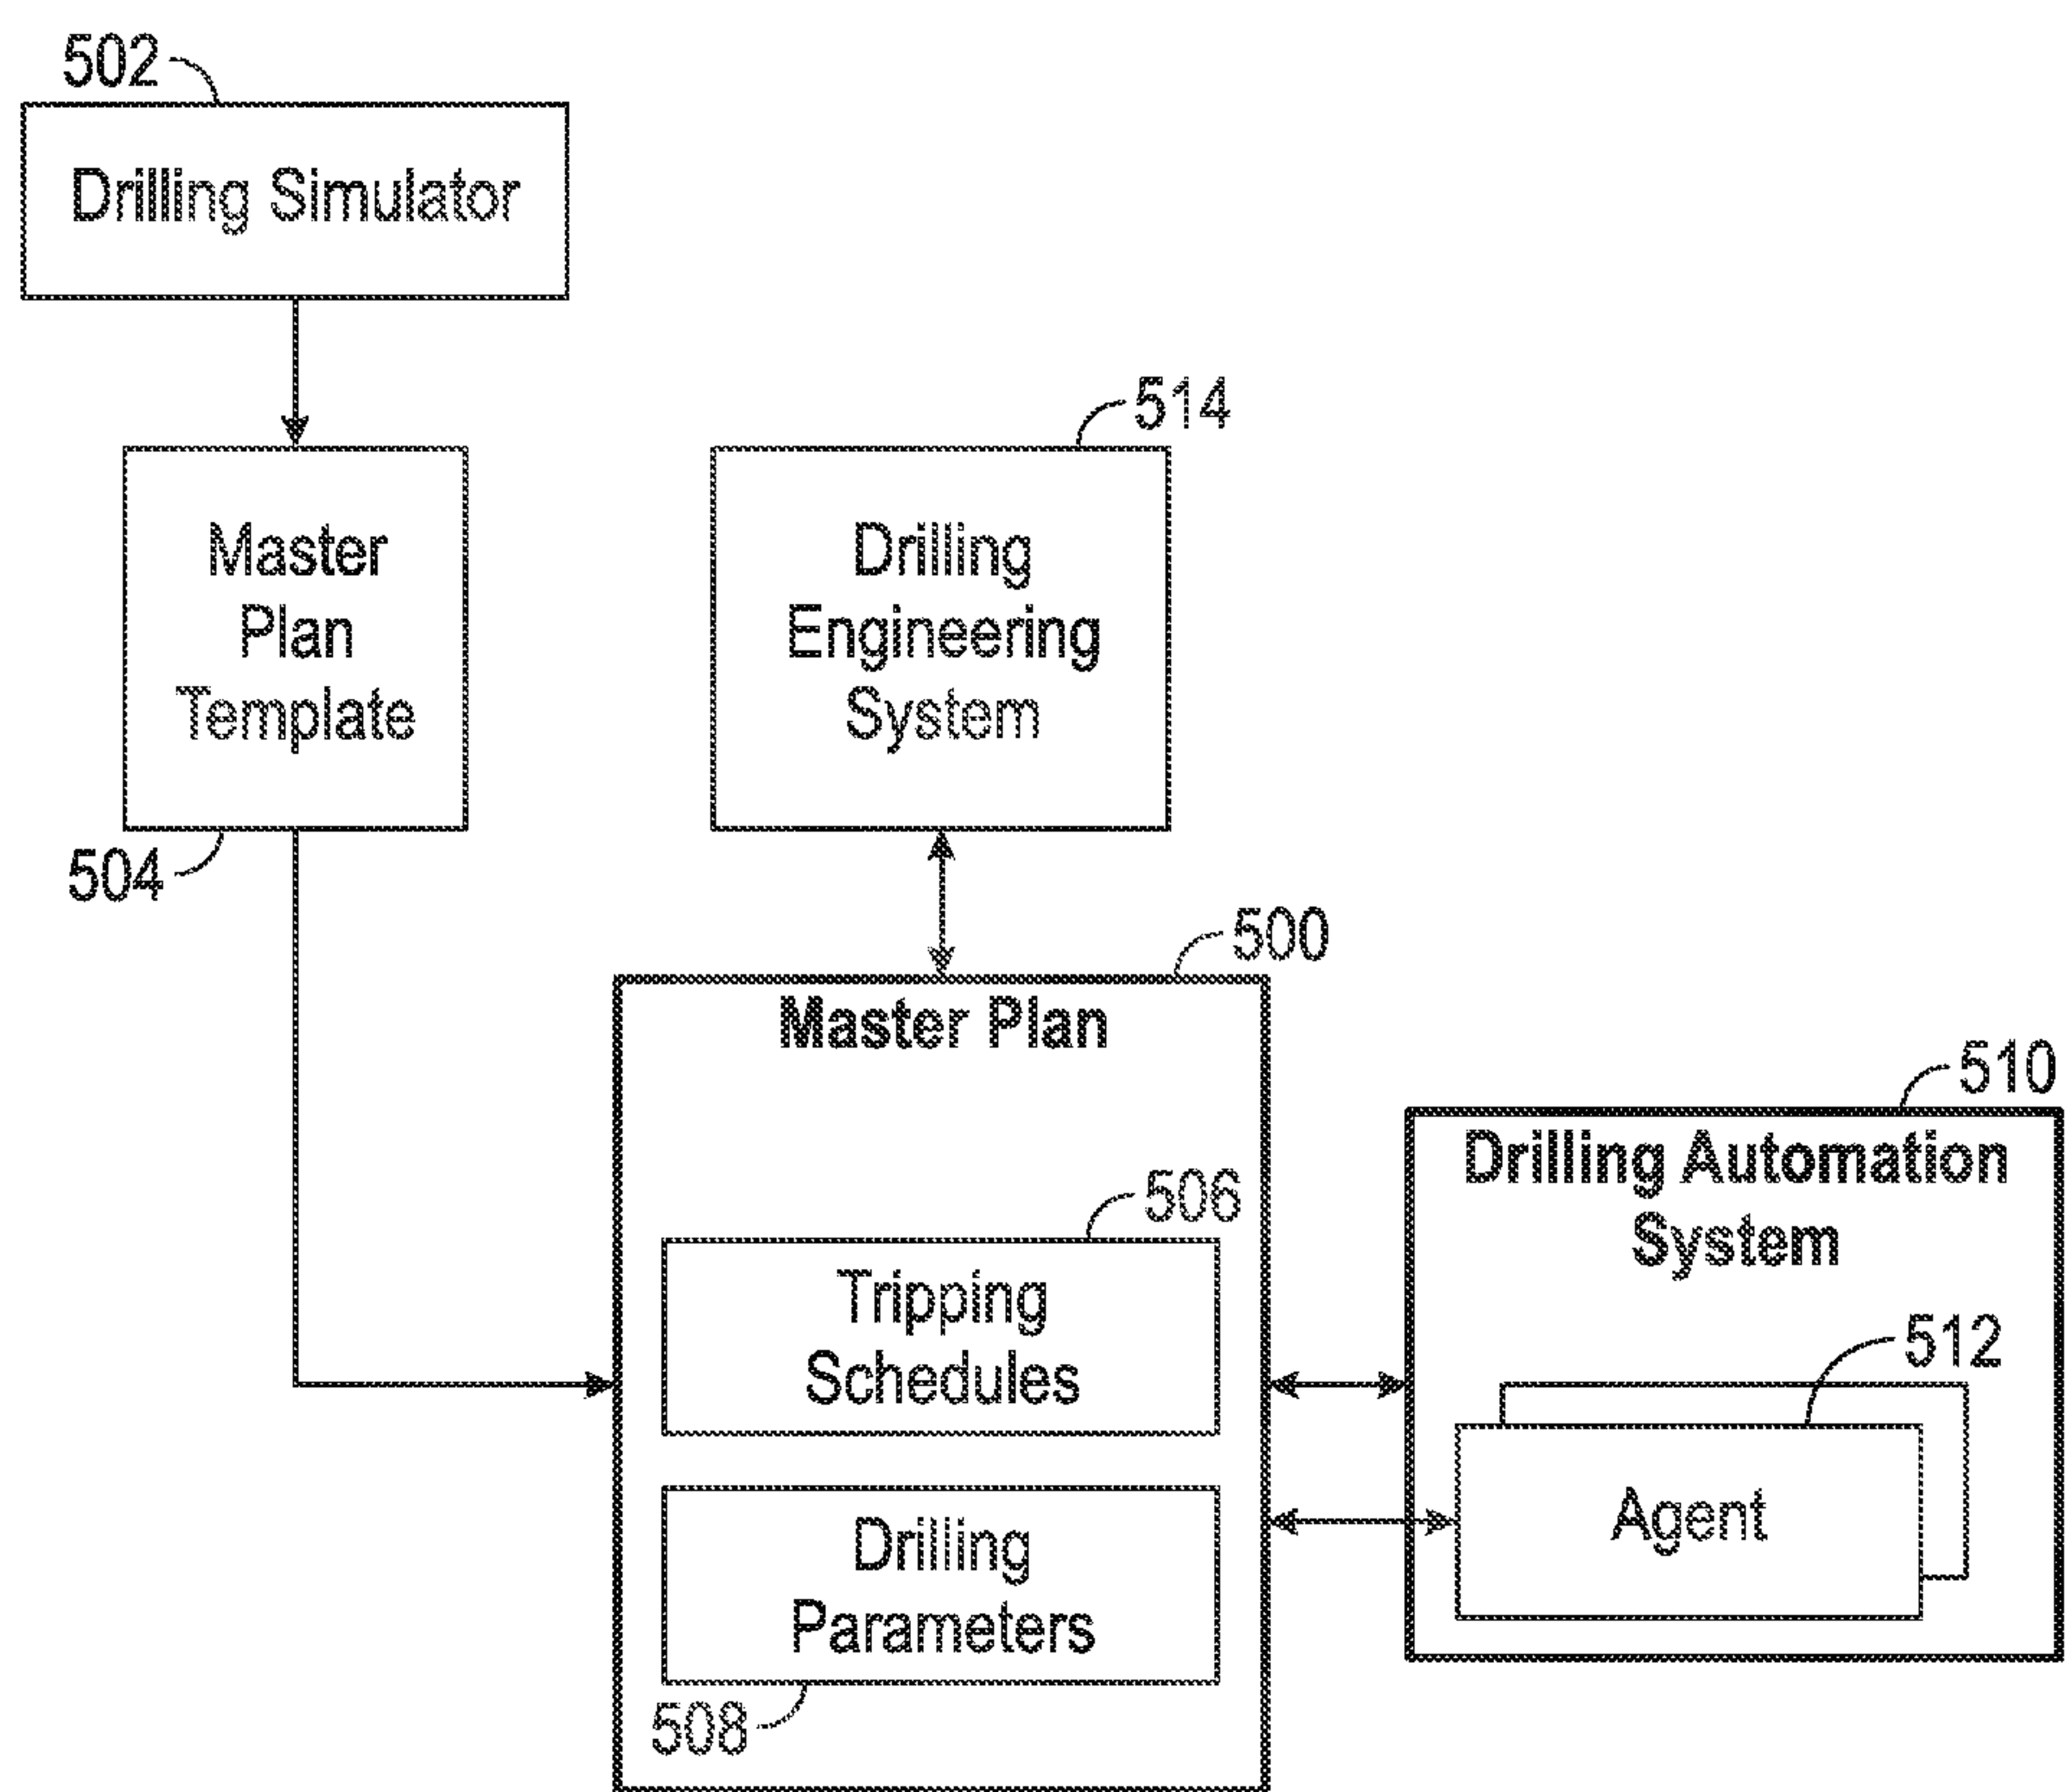 502
Drilling Simulator
514
Master
Plan
Template
Drilling
Engineering
System
504
500
Master Plan
510
Drilling Automation
System
506
Tripping
Schedules
512
Agent
Drilling
Parameters
508